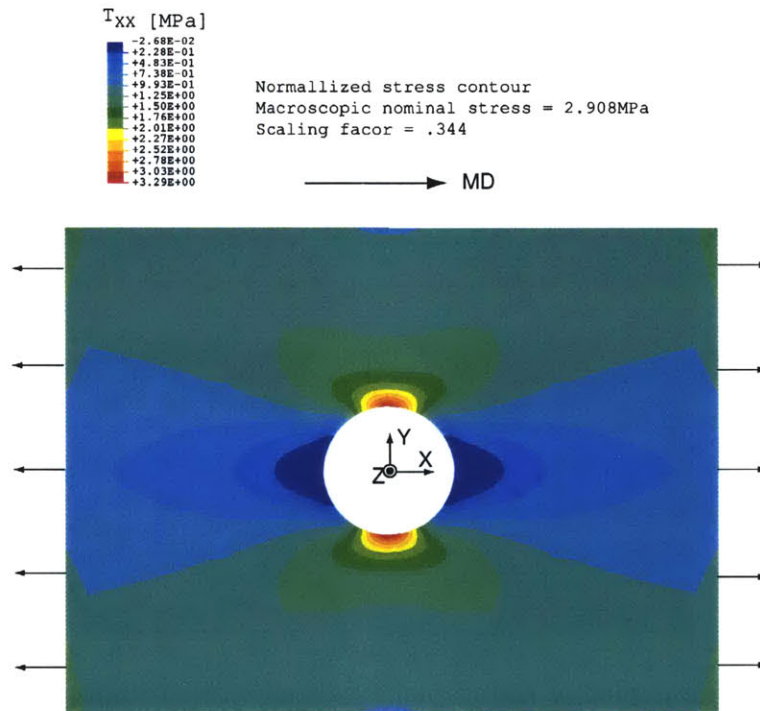 TXX [MPa]
-2.68E-02
+2.28E-01
+4.83E-01
+7.38E-01
+9.93E-01
+1.25E+00
+1.50E+00
+1.76E+00
+2.01E+00
+2.27E+00
+2.52E+00
+2.78E+00
+3.03E+00
+3.29E+00
Normallized stress contour
Macroscopic nominal stress = 2.908MPa
Scaling facor = .344
MD
Y
Z X